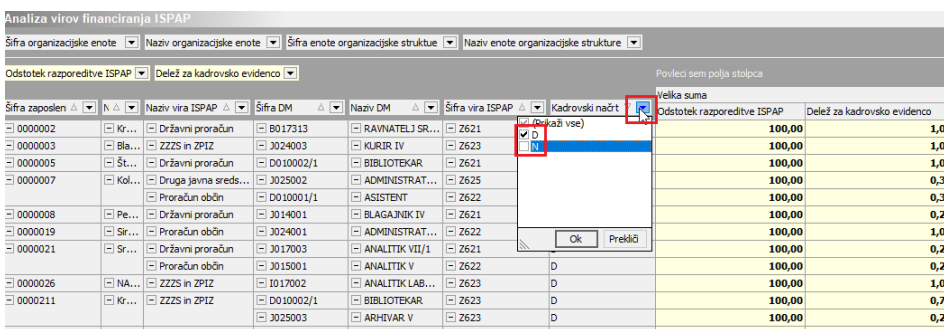 Analiza virov financiranja ISPAP
Šifra organizacijske enote Naziv organizacijske enote Šifra enote organizacijske struktue Naziv enote organizacijske strukture
Odstotek razporeditve ISPAP Delež za kadrovsko evidenco Povleci sem polja stolpca
Velika suma
Šifra zaposlen N Naziv vira ISPAP Šifra DM Naziv DM Šifra vira ISPAP Kadrovski načrt Odstotek razporeditve ISPAP Delež za kadrovsko evidenco
(Prikaži vse)
D
N
Ok Prekliči
0000002 Kr... Državni proračun B017313 RAVNATELJ SR... Z621 100,00 1,0
0000003 Bla... ZZZS in ZPIZ J024003 KURIR IV Z623 100,00 1,0
0000005 Št... Državni proračun D010002/1 BIBLIOTEKAR Z621 100,00 1,0
0000007 Kol... Druga javna sreds... J025002 ADMINISTRAT... Z625 100,00 0,3
Proračun občin D010001/1 ASISTENT Z622 100,00 0,3
0000008 Pe... Državni proračun J014001 BLAGAJNIK IV Z621 100,00 0,2
0000019 Sir... Proračun občin J024001 ADMINISTRAT... Z622 100,00 1,0
0000021 Sr... Državni proračun J017003 ANALITIK VII/1 Z621 100,00 0,2
Proračun občin J015001 ANALITIK V Z622 D 100,00 0,2
0000026 NA... ZZZS in ZPIZ I017002 ANALITIK LAB... Z623 D 100,00 1,0
0000211 Kr... ZZZS in ZPIZ D010002/1 BIBLIOTEKAR Z623 D 100,00 0,7
J025003 ARHIVAR V Z623 D 100,00 0,2